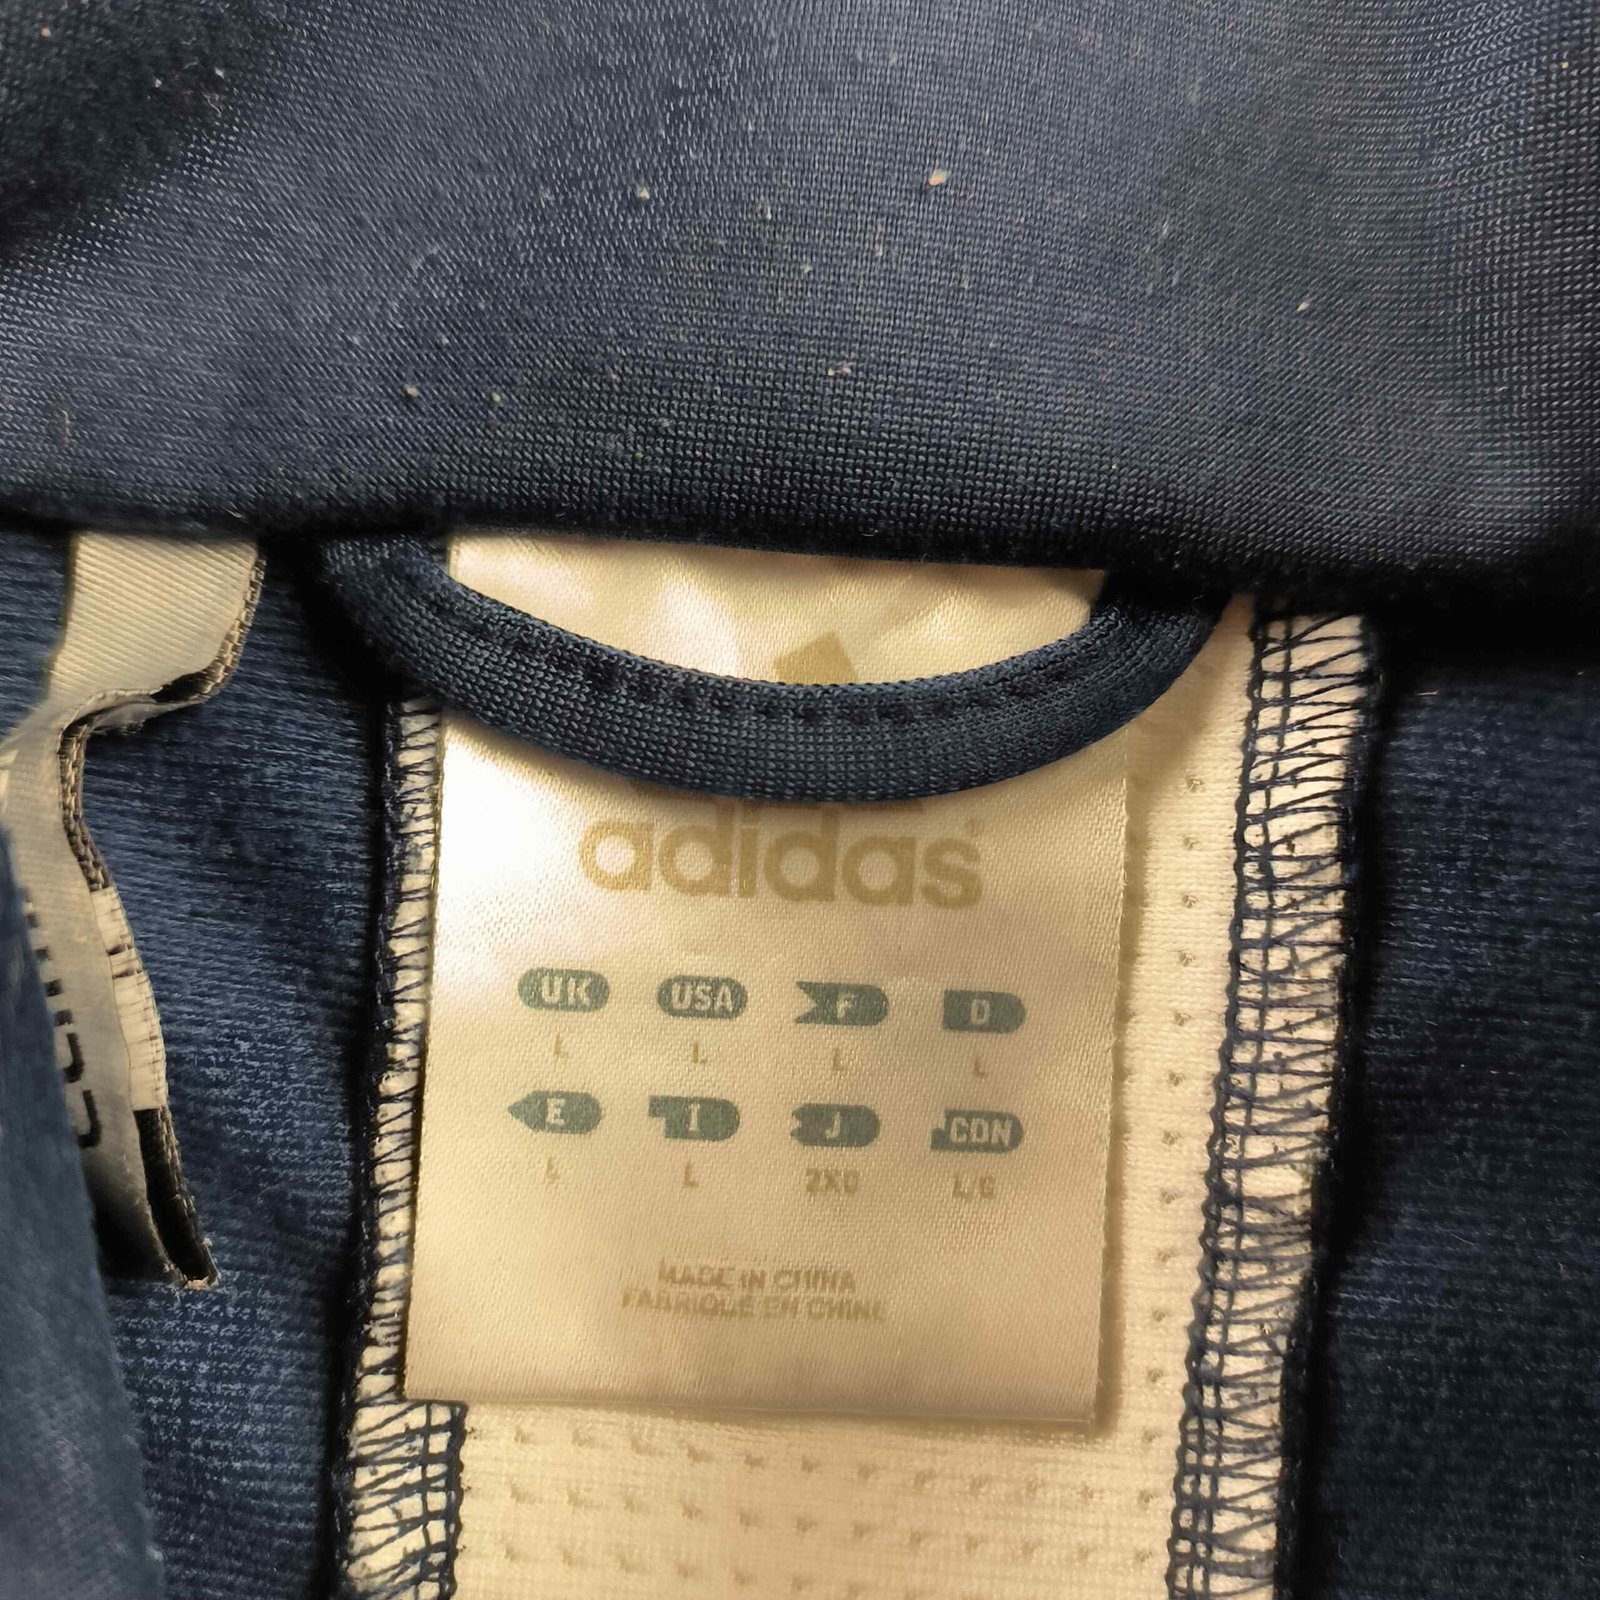 adidas®
UK USA F D
L L L L
E I J CDN
L L 2XO L/G
MADE IN CHINA
FABRIQUÉ EN CHINE